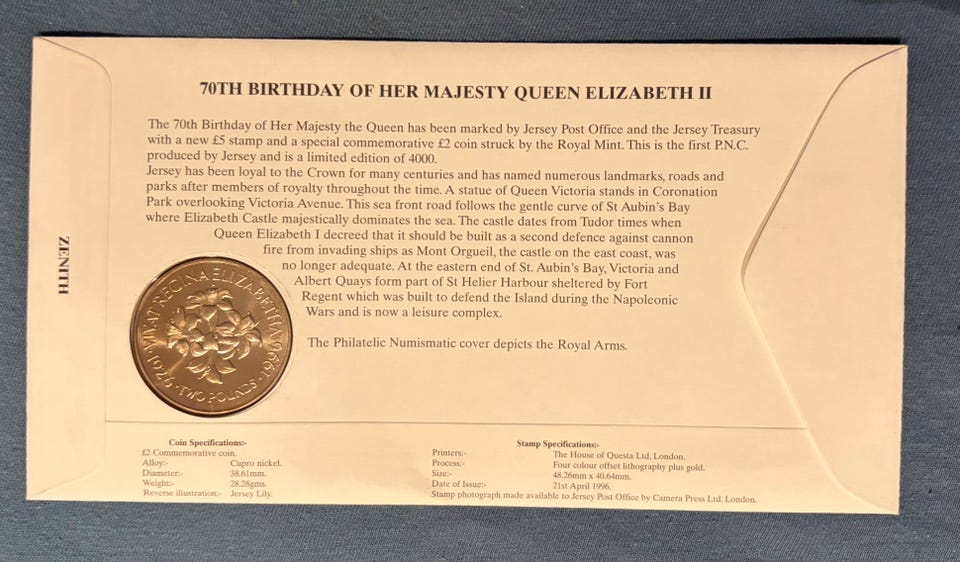 70TH BIRTHDAY OF HER MAJESTY QUEEN ELIZABETH II
The 70th Birthday of Her Majesty the Queen has been marked by Jersey Post Office and the Jersey Treasury
with a new £5 stamp and a special commemorative £2 coin struck by the Royal Mint. This is the first P.N.C.
produced by Jersey and is a limited edition of 4000.
Jersey has been loyal to the Crown for many centuries and has named numerous landmarks, roads and
parks after members of royalty throughout the time. A statue of Queen Victoria stands in Coronation
Park overlooking Victoria Avenue. This sea front road follows the gentle curve of St Aubin's Bay
where Elizabeth Castle majestically dominates the sea. The castle dates from Tudor times when
Queen Elizabeth I decreed that it should be built as a second defence against cannon
fire from invading ships as Mont Orgueil, the castle on the east coast, was
no longer adequate. At the eastern end of St. Aubin's Bay, Victoria and
Albert Quays form part of St Helier Harbour sheltered by Fort
Regent which was built to defend the Island during the Napoleonic
Wars and is now a leisure complex.
The Philatelic Numismatic cover depicts the Royal Arms.
ZENITH
VIVAT REGINA ELIZABETHA
1926 · TWO POUNDS · 1996
Coin Specifications:-
£2 Commemorative coin.
Alloy:- Cupro nickel.
Diameter:- 38.61mm.
Weight:- 28.28gms.
Reverse illustration:- Jersey Lily.
Stamp Specifications:-
Printers:- The House of Questa Ltd, London.
Process:- Four colour offset lithography plus gold.
Size:- 48.26mm x 40.64mm.
Date of Issue:- 21st April 1996.
Stamp photograph made available to Jersey Post Office by Camera Press Ltd. London.